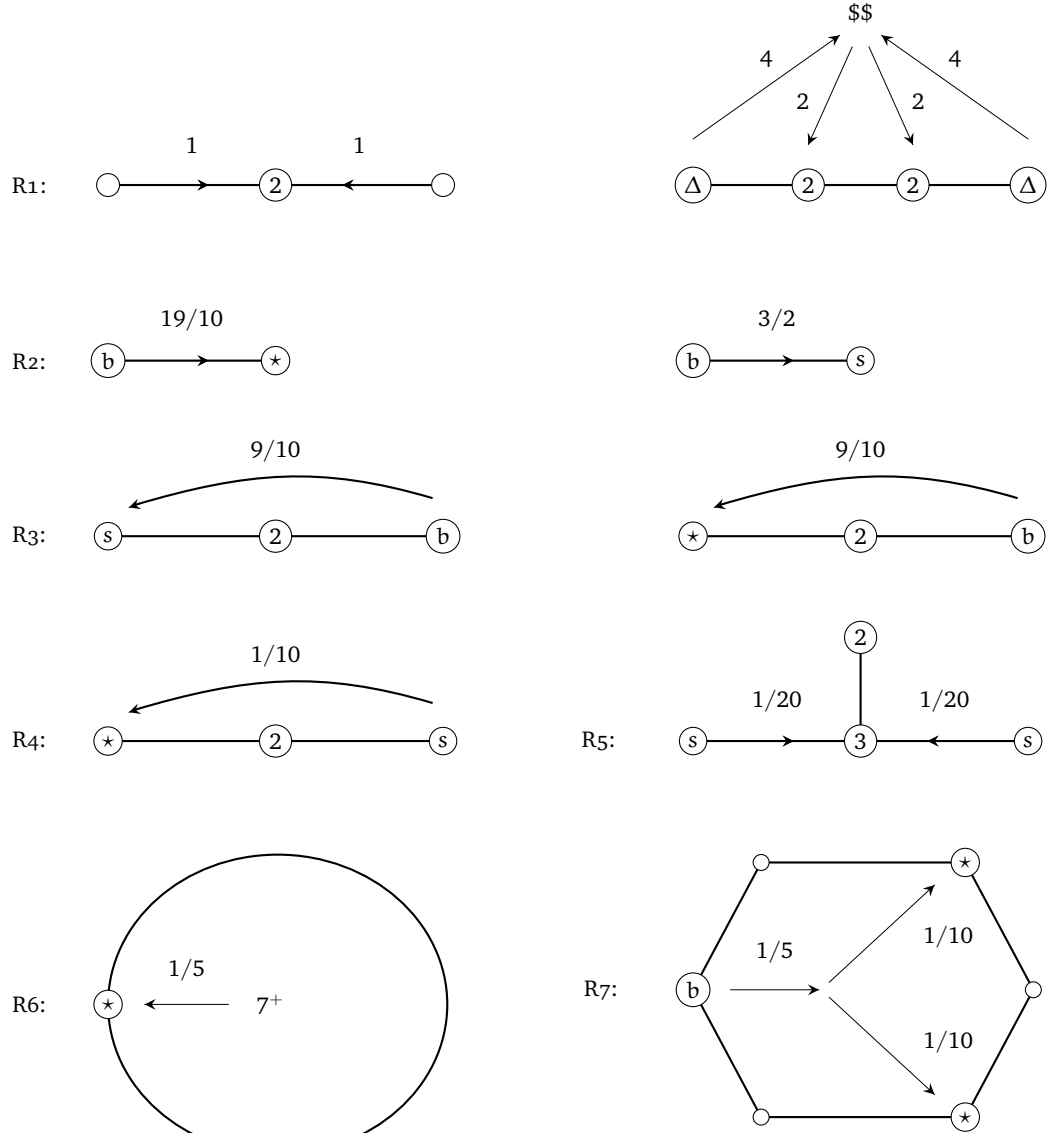 $$
4 4
2 2
1 1
R1: 2 Δ 2 2 Δ
19/10 3/2
R2: b ⋆ b s
9/10 9/10
R3: s 2 b ⋆ 2 b
2
1/10
1/20 1/20
R4: ⋆ 2 s R5: s 3 s
⋆
1/10
1/5 1/5
R6: ⋆ 7⁺ R7: b
1/10
⋆